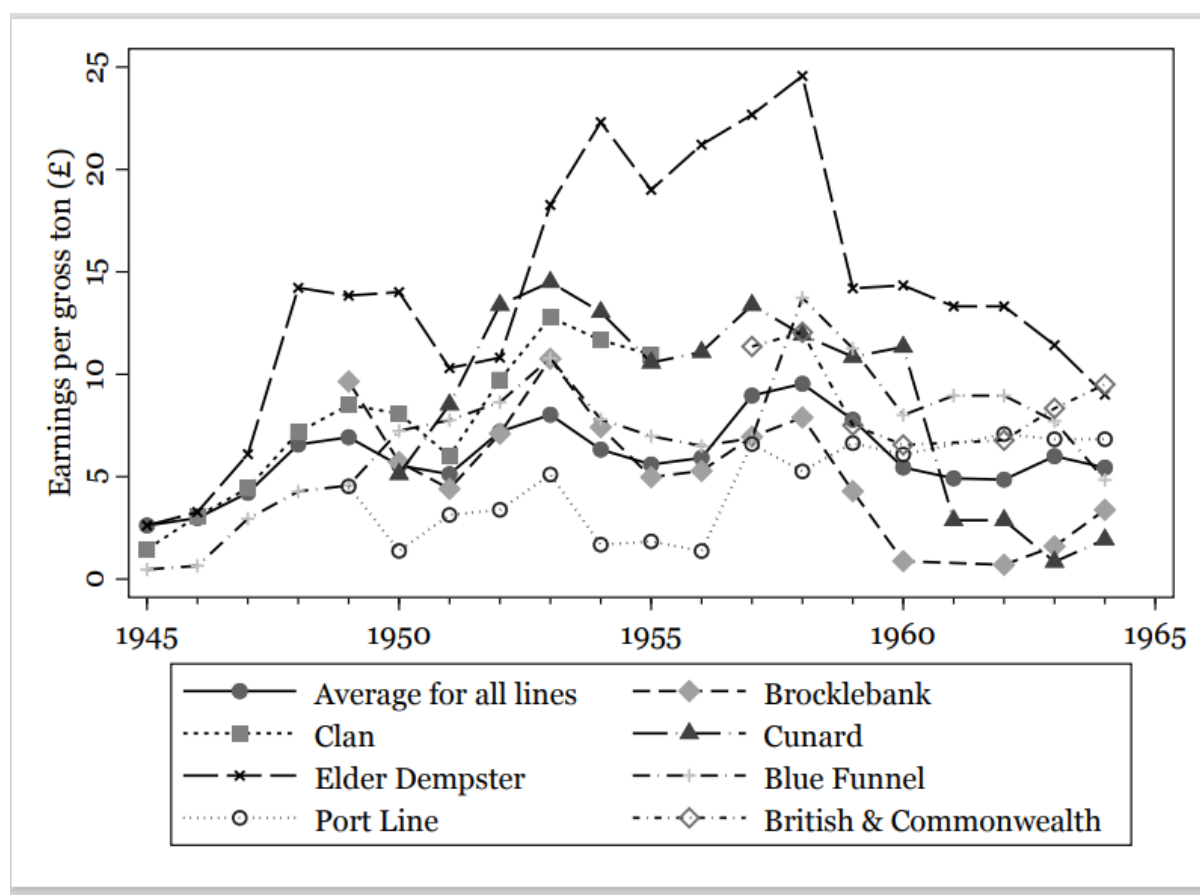 Earnings per gross ton (£)
25
20
15
10
5
0
1945 1950 1955 1960 1965
Average for all lines Brocklebank
Clan Cunard
Elder Dempster Blue Funnel
Port Line British & Commonwealth